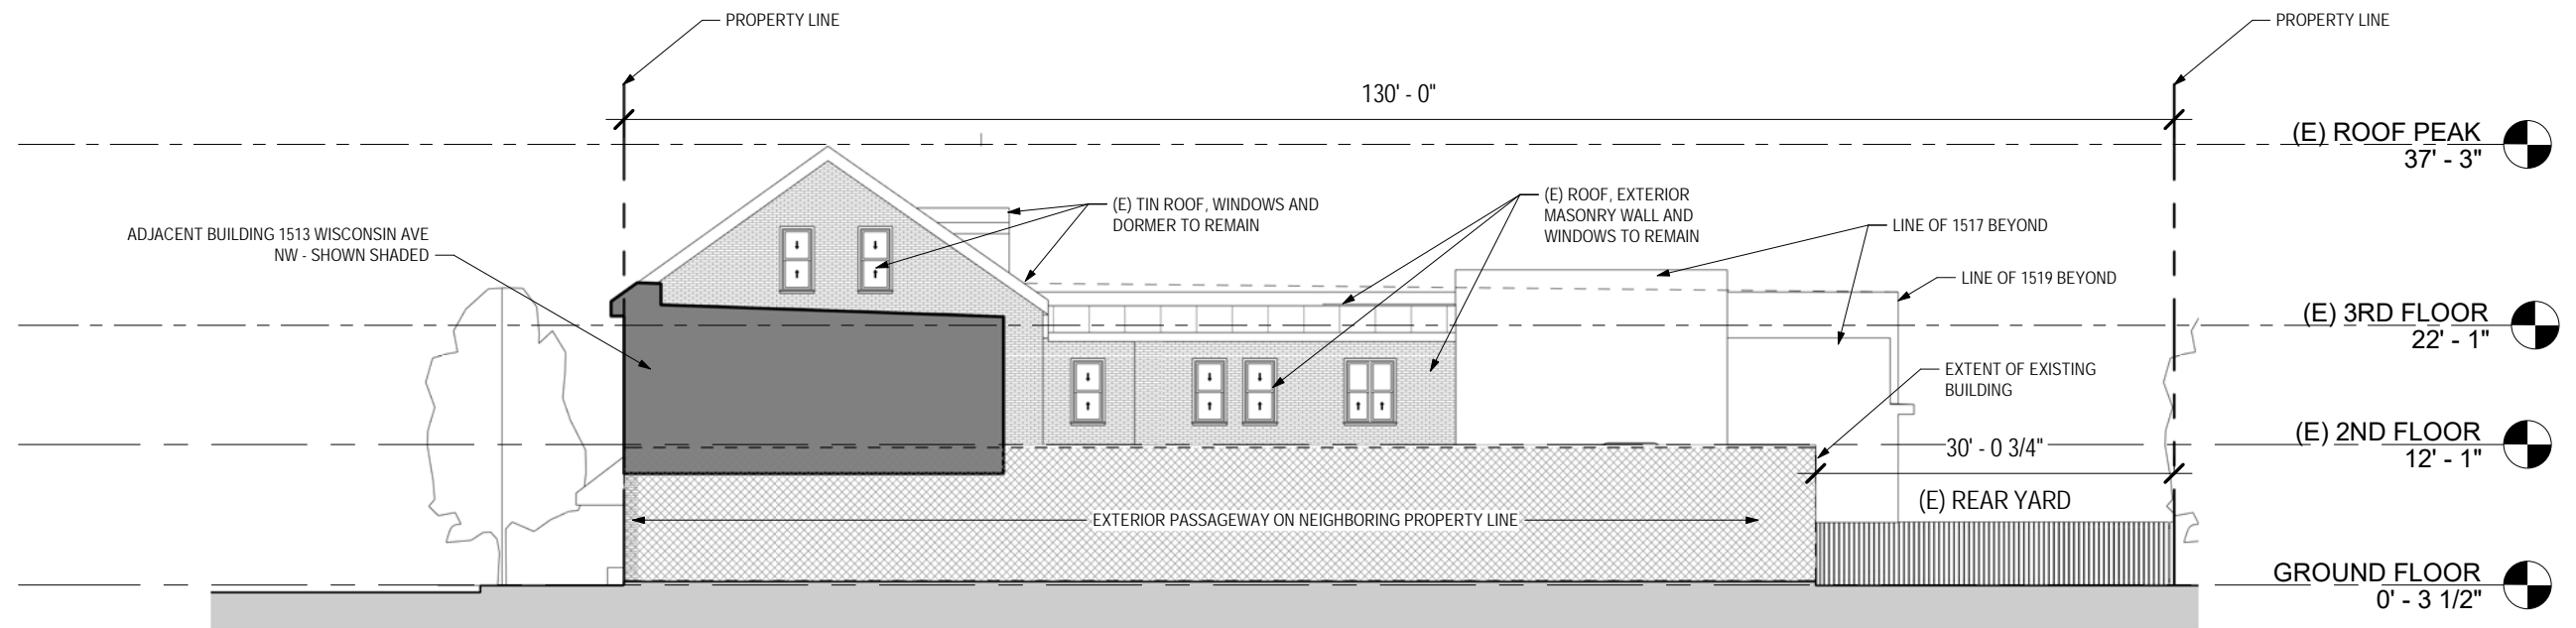 PROPERTY LINE
PROPERTY LINE
130' - 0"
(E) ROOF PEAK
37' - 3"
(E) TIN ROOF, WINDOWS AND
DORMER TO REMAIN
(E) ROOF, EXTERIOR
MASONRY WALL AND
WINDOWS TO REMAIN
LINE OF 1517 BEYOND
ADJACENT BUILDING 1513 WISCONSIN AVE
NW - SHOWN SHADED
LINE OF 1519 BEYOND
(E) 3RD FLOOR
22' - 1"
EXTENT OF EXISTING
BUILDING
(E) 2ND FLOOR
12' - 1"
30' - 0 3/4"
(E) REAR YARD
EXTERIOR PASSAGEWAY ON NEIGHBORING PROPERTY LINE
GROUND FLOOR
0' - 3 1/2"